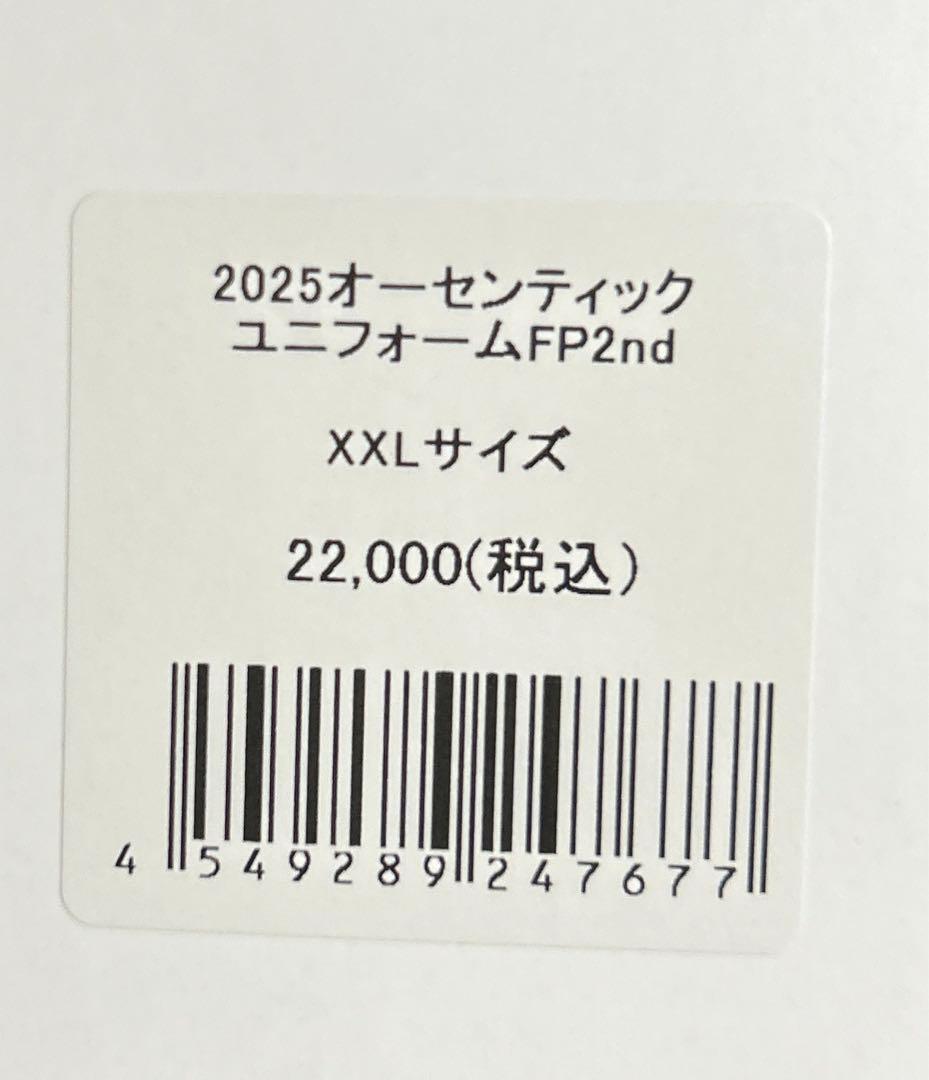 2025オーセンティック
ユニフォームFP2nd
XXLサイズ
22,000(税込)
4 549289 247677